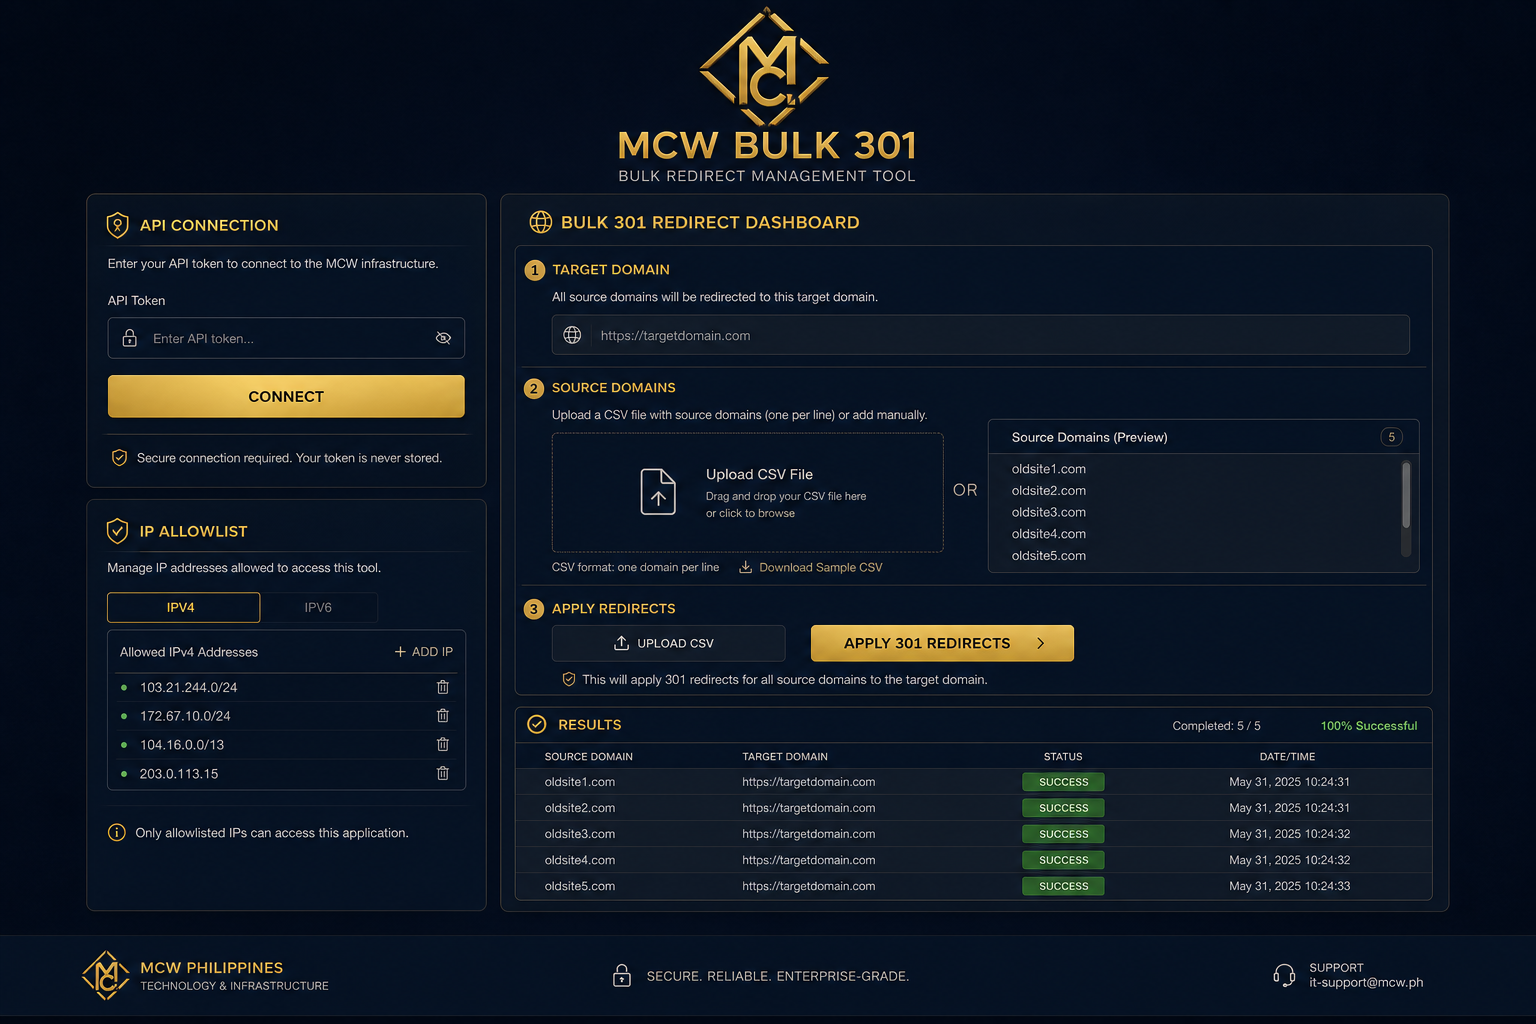 MC
MCW BULK 301
BULK REDIRECT MANAGEMENT TOOL
API CONNECTION
Enter your API token to connect to the MCW infrastructure.
API Token
Enter API token...
CONNECT
Secure connection required. Your token is never stored.
IP ALLOWLIST
Manage IP addresses allowed to access this tool.
IPV4 IPV6
Allowed IPv4 Addresses + ADD IP
103.21.244.0/24
172.67.10.0/24
104.16.0.0/13
203.0.113.15
Only allowlisted IPs can access this application.
BULK 301 REDIRECT DASHBOARD
1 TARGET DOMAIN
All source domains will be redirected to this target domain.
https://targetdomain.com
2 SOURCE DOMAINS
Upload a CSV file with source domains (one per line) or add manually.
Upload CSV File
Drag and drop your CSV file here
or click to browse
CSV format: one domain per line Download Sample CSV
OR
Source Domains (Preview) 5
oldsite1.com
oldsite2.com
oldsite3.com
oldsite4.com
oldsite5.com
3 APPLY REDIRECTS
UPLOAD CSV APPLY 301 REDIRECTS
This will apply 301 redirects for all source domains to the target domain.
RESULTS Completed: 5 / 5 100% Successful
SOURCE DOMAIN TARGET DOMAIN STATUS DATE/TIME
oldsite1.com https://targetdomain.com SUCCESS May 31, 2025 10:24:31
oldsite2.com https://targetdomain.com SUCCESS May 31, 2025 10:24:31
oldsite3.com https://targetdomain.com SUCCESS May 31, 2025 10:24:32
oldsite4.com https://targetdomain.com SUCCESS May 31, 2025 10:24:32
oldsite5.com https://targetdomain.com SUCCESS May 31, 2025 10:24:33
MC
MCW PHILIPPINES
TECHNOLOGY & INFRASTRUCTURE
SECURE. RELIABLE. ENTERPRISE-GRADE.
SUPPORT
it-support@mcw.ph